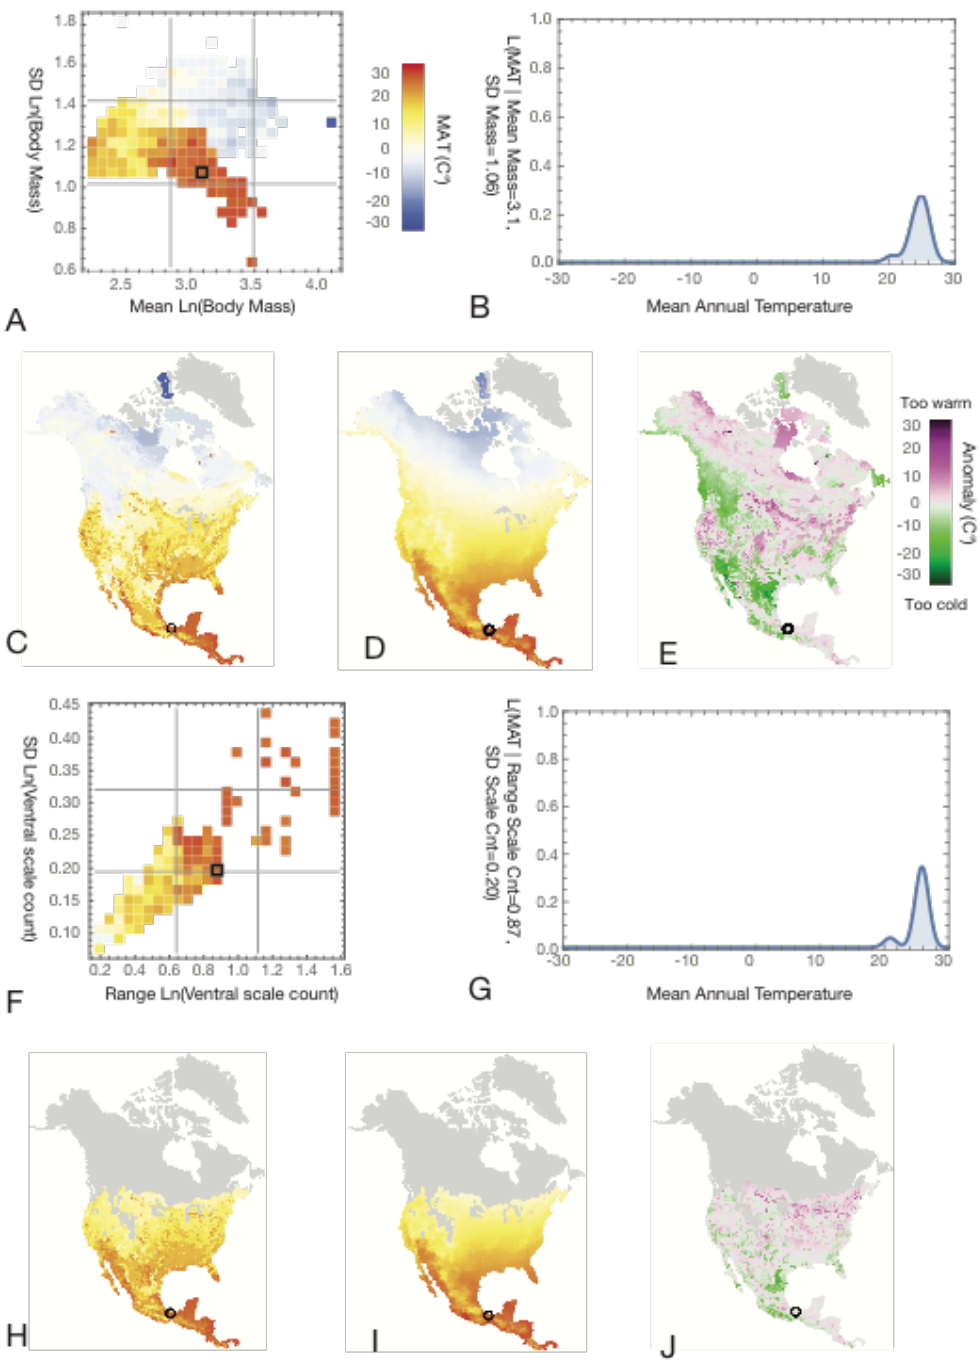 1.8
1.6
1.4
1.2
1.0
0.8
0.6
SD Ln(Body Mass)
2.5 3.0 3.5 4.0
Mean Ln(Body Mass)
A
30
20
10
0
-10
-20
-30
MAT (C°)
L(MAT | Mean Mass=3.1,
SD Mass=1.06)
1.0
0.8
0.6
0.4
0.2
0.0
-30 -20 -10 0 10 20 30
Mean Annual Temperature
B
C
D
E
Too warm
30
20
10
0
-10
-20
-30
Too cold
Anomaly (C°)
0.45
0.40
0.35
0.30
0.25
0.20
0.15
0.10
SD Ln(Ventral scale count)
0.2 0.4 0.6 0.8 1.0 1.2 1.4 1.6
Range Ln(Ventral scale count)
F
L(MAT | Range Scale Cnt=0.87,
SD Scale Cnt=0.20)
1.0
0.8
0.6
0.4
0.2
0.0
-30 -20 -10 0 10 20 30
Mean Annual Temperature
G
H
I
J